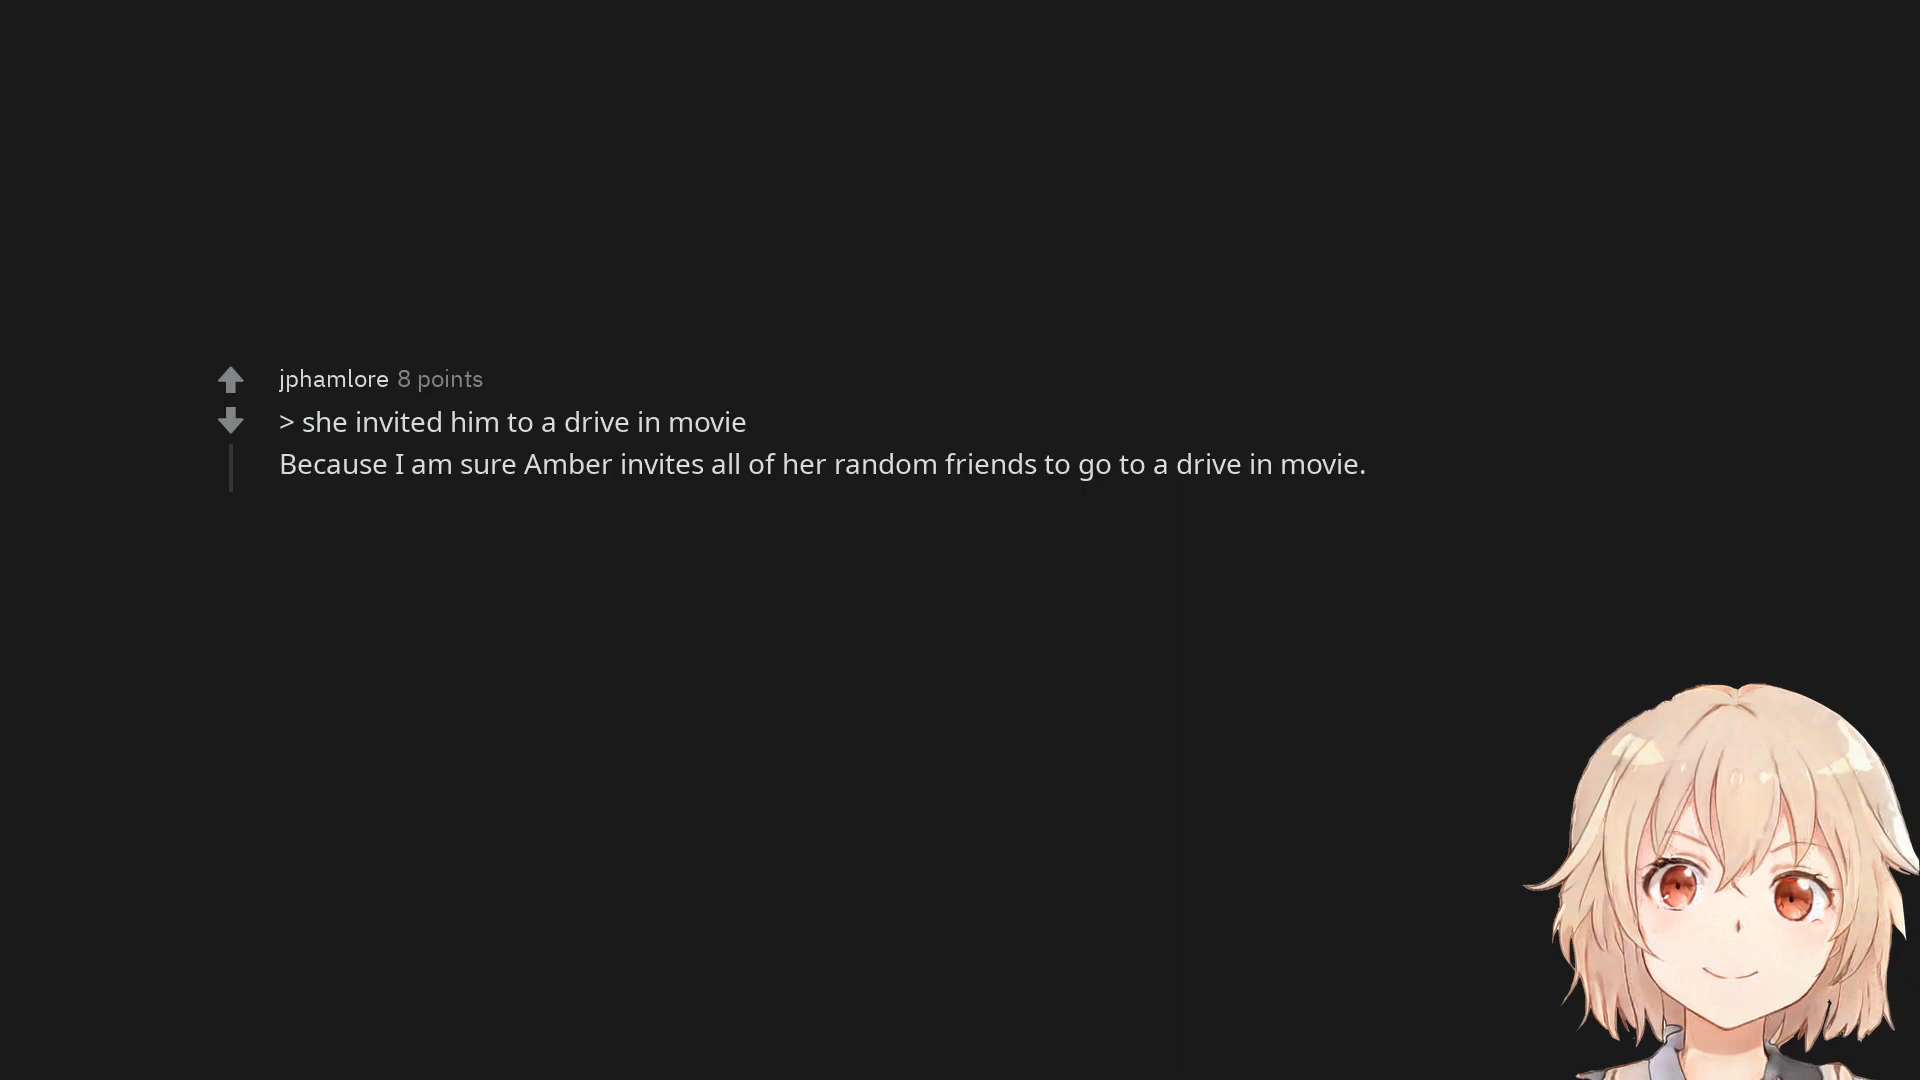 jphamlore 8 points
> she invited him to a drive in movie
Because I am sure Amber invites all of her random friends to go to a drive in movie.